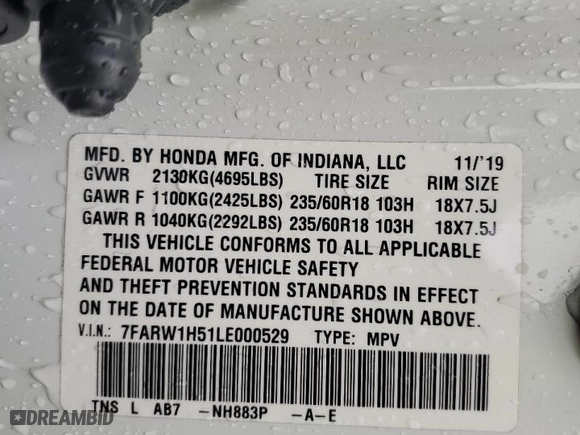 MFD. BY HONDA MFG. OF INDIANA, LLC 11/'19
GVWR 2130KG(4695LBS) TIRE SIZE RIM SIZE
GAWR F 1100KG(2425LBS) 235/60R18 103H 18X7.5J
GAWR R 1040KG(2292LBS) 235/60R18 103H 18X7.5J
THIS VEHICLE CONFORMS TO ALL APPLICABLE
FEDERAL MOTOR VEHICLE SAFETY
AND THEFT PREVENTION STANDARDS IN EFFECT
ON THE DATE OF MANUFACTURE SHOWN ABOVE.
V.I.N.: 7FARW1H51LE000529 TYPE: MPV
TNS L AB7 -NH883P -A-E
DREAMBID